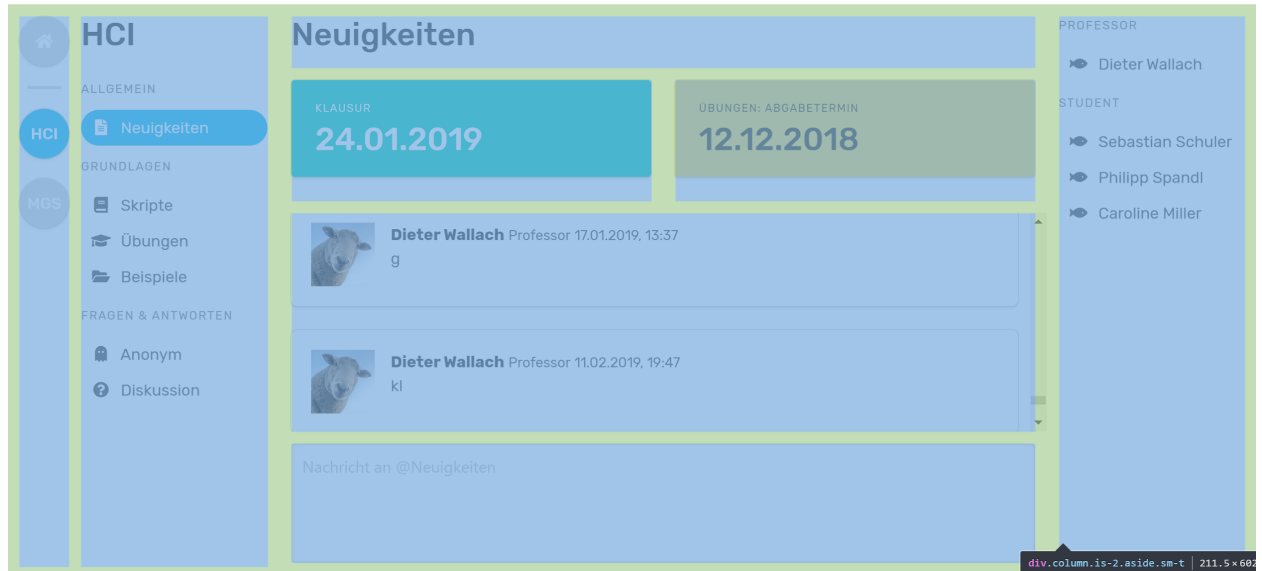 HCI
MGS
HCI
ALLGEMEIN
Neuigkeiten
GRUNDLAGEN
Skripte
Übungen
Beispiele
FRAGEN & ANTWORTEN
Anonym
Diskussion
Neuigkeiten
KLAUSUR
24.01.2019
ÜBUNGEN: ABGABETERMIN
12.12.2018
Dieter Wallach Professor 17.01.2019, 13:37
g
Dieter Wallach Professor 11.02.2019, 19:47
kl
Nachricht an @Neuigkeiten
PROFESSOR
Dieter Wallach
STUDENT
Sebastian Schuler
Philipp Spandl
Caroline Miller
div.column.is-2.aside.sm-t | 211.5×602